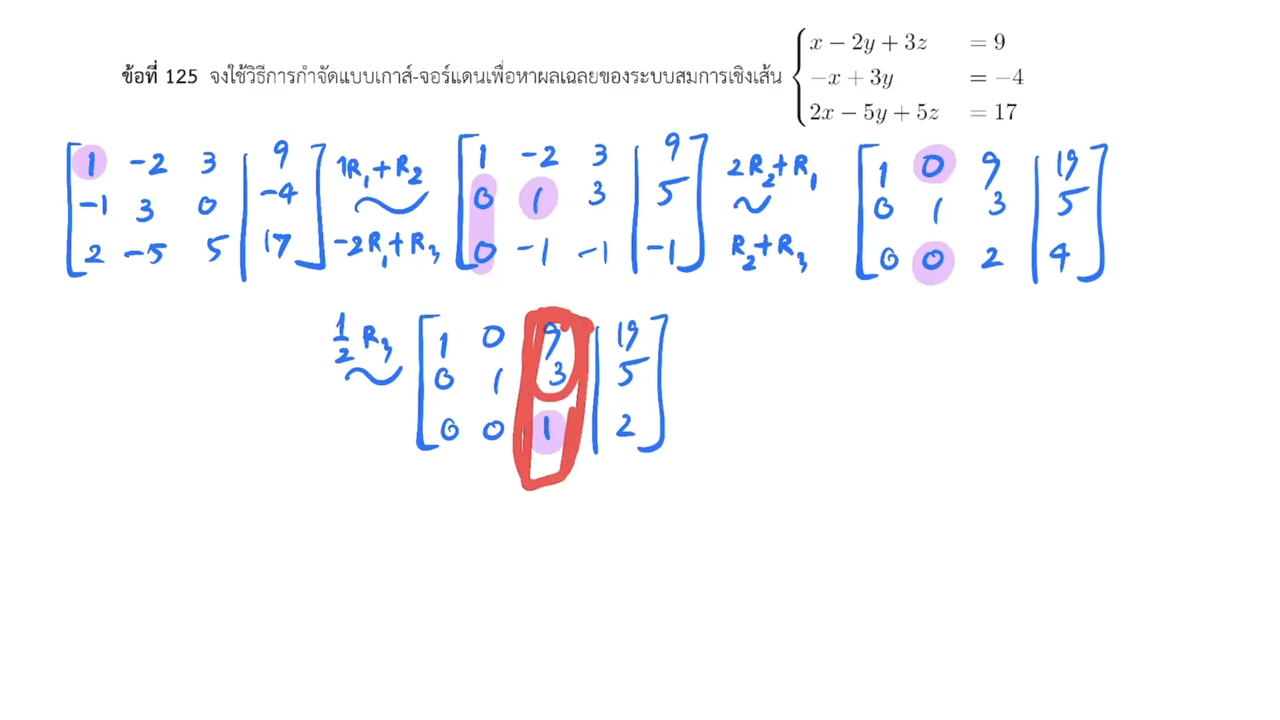 ข้อที่ 125 จงใช้วิธีการกำจัดแบบเกาส์-จอร์แดนเพื่อหาผลเฉลยของระบบสมการเชิงเส้น
x − 2y + 3z = 9
−x + 3y = −4
2x − 5y + 5z = 17
1 -2 3 | 9
-1 3 0 | -4
2 -5 5 | 17
1R₁+R₂
~
-2R₁+R₃
1 -2 3 | 9
0 1 3 | 5
0 -1 -1 | -1
2R₂+R₁
~
R₂+R₃
1 0 9 | 19
0 1 3 | 5
0 0 2 | 4
1/2 R₃
~
1 0 9 | 19
0 1 3 | 5
0 0 1 | 2